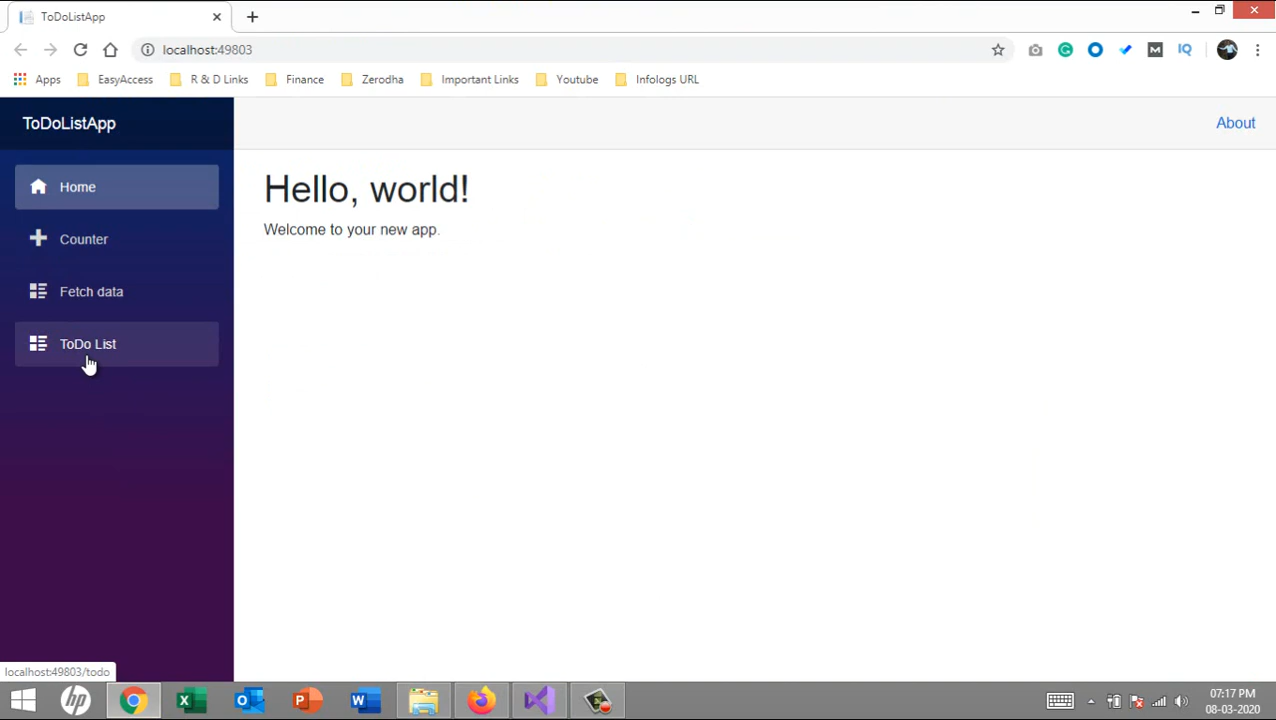 ToDoListApp
localhost:49803
M
IQ
Apps EasyAccess R & D Links Finance Zerodha Important Links Youtube Infologs URL
ToDoListApp
About
Home
Counter
Fetch data
ToDo List
Hello, world!
Welcome to your new app.
localhost:49803/todo
07:17 PM
08-03-2020